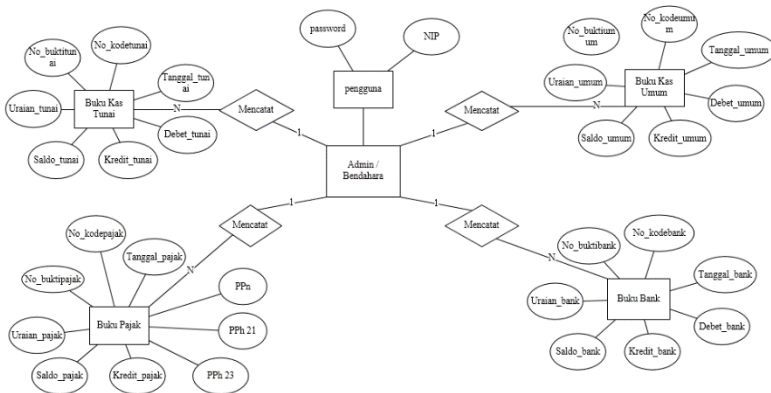 password
NIP
No_kodetunai
No_buktitun
ai
Tanggal_tun
ai
Buku Kas
Tunai
Uraian_tunai
N
Mencatat
1
Debet_tunai
Saldo_tunai
Kredit_tunai
pengguna
No_kodeumu
m
No_buktium
um
Tanggal_umum
Uraian_umum
Buku Kas
Umum
Mencatat
N
1
Debet_umum
Saldo_umum
Kredit_umum
Admin /
Bendahara
1
1
Mencatat
Mencatat
No_kodepajak
Tanggal_pajak
N
No_buktipajak
PPn
Buku Pajak
PPh 21
Uraian_pajak
Saldo_pajak
Kredit_pajak
PPh 23
No_kodebank
No_buktibank
N
Tanggal_bank
Uraian_bank
Buku Bank
Debet_bank
Saldo_bank
Kredit_bank